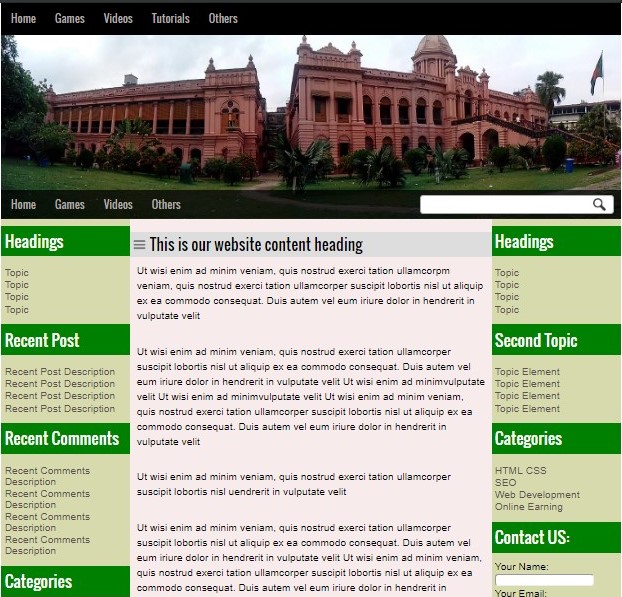 Home Games Videos Tutorials Others
Home Games Videos Others
Headings
Topic
Topic
Topic
Topic
Recent Post
Recent Post Description
Recent Post Description
Recent Post Description
Recent Post Description
Recent Comments
Recent Comments
Description
Recent Comments
Description
Recent Comments
Description
Recent Comments
Description
Categories
This is our website content heading
Ut wisi enim ad minim veniam, quis nostrud exerci tation ullamcorpm
veniam, quis nostrud exerci tation ullamcorper suscipit lobortis nisl ut aliquip
ex ea commodo consequat. Duis autem vel eum iriure dolor in hendrerit in
vulputate velit
Ut wisi enim ad minim veniam, quis nostrud exerci tation ullamcorper
suscipit lobortis nisl ut aliquip ex ea commodo consequat. Duis autem vel
eum iriure dolor in hendrerit in vulputate velit Ut wisi enim ad minimvulputate
velit Ut wisi enim ad minimvulputate velit Ut wisi enim ad minim veniam,
quis nostrud exerci tation ullamcorper suscipit lobortis nisl ut aliquip ex ea
commodo consequat. Duis autem vel eum iriure dolor in hendrerit in
vulputate velit
Ut wisi enim ad minim veniam, quis nostrud exerci tation ullamcorper
suscipit lobortis nisl uendrerit in vulputate velit
Ut wisi enim ad minim veniam, quis nostrud exerci tation ullamcorper
suscipit lobortis nisl ut aliquip ex ea commodo consequat. Duis autem vel
eum iriure dolor in hendrerit in vulputate velit Ut wisi enim ad minim veniam,
quis nostrud exerci tation ullamcorper suscipit lobortis nisl ut aliquip ex ea
commodo consequat. Duis autem vel eum iriure dolor in hendrerit in
Headings
Topic
Topic
Topic
Topic
Second Topic
Topic Element
Topic Element
Topic Element
Topic Element
Categories
HTML CSS
SEO
Web Development
Online Earning
Contact US:
Your Name:
Your Email: